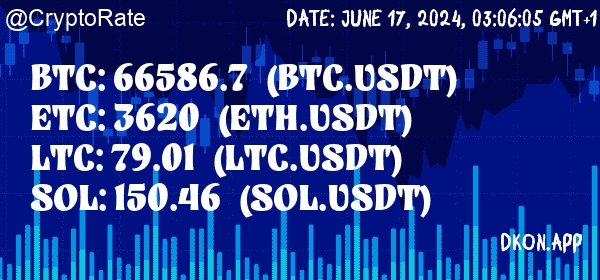 @CryptoRate
DATE: JUNE 17, 2024, 03:06:05 GMT+1
BTC: 66586.7 (BTC.USDT)
ETC: 3620 (ETH.USDT)
LTC: 79.01 (LTC.USDT)
SOL: 150.46 (SOL.USDT)
DKON.APP